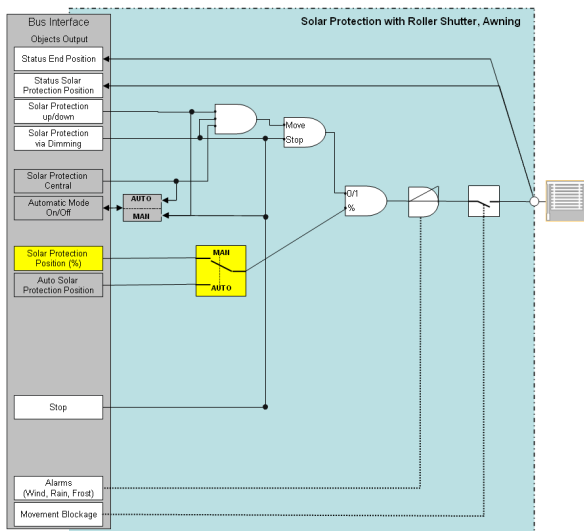 Bus Interface
Solar Protection with Roller Shutter, Awning
Objects Output
Status End Position
Status Solar
Protection Position
Solar Protection
up/down
Solar Protection
via Dimming
Move
Stop
Solar Protection
Central
Automatic Mode
On/Off
AUTO
MAN
0/1
%
Solar Protection
Position (%)
Auto Solar
Protection Position
MAN
AUTO
Stop
Alarms
(Wind, Rain, Frost)
Movement Blockage